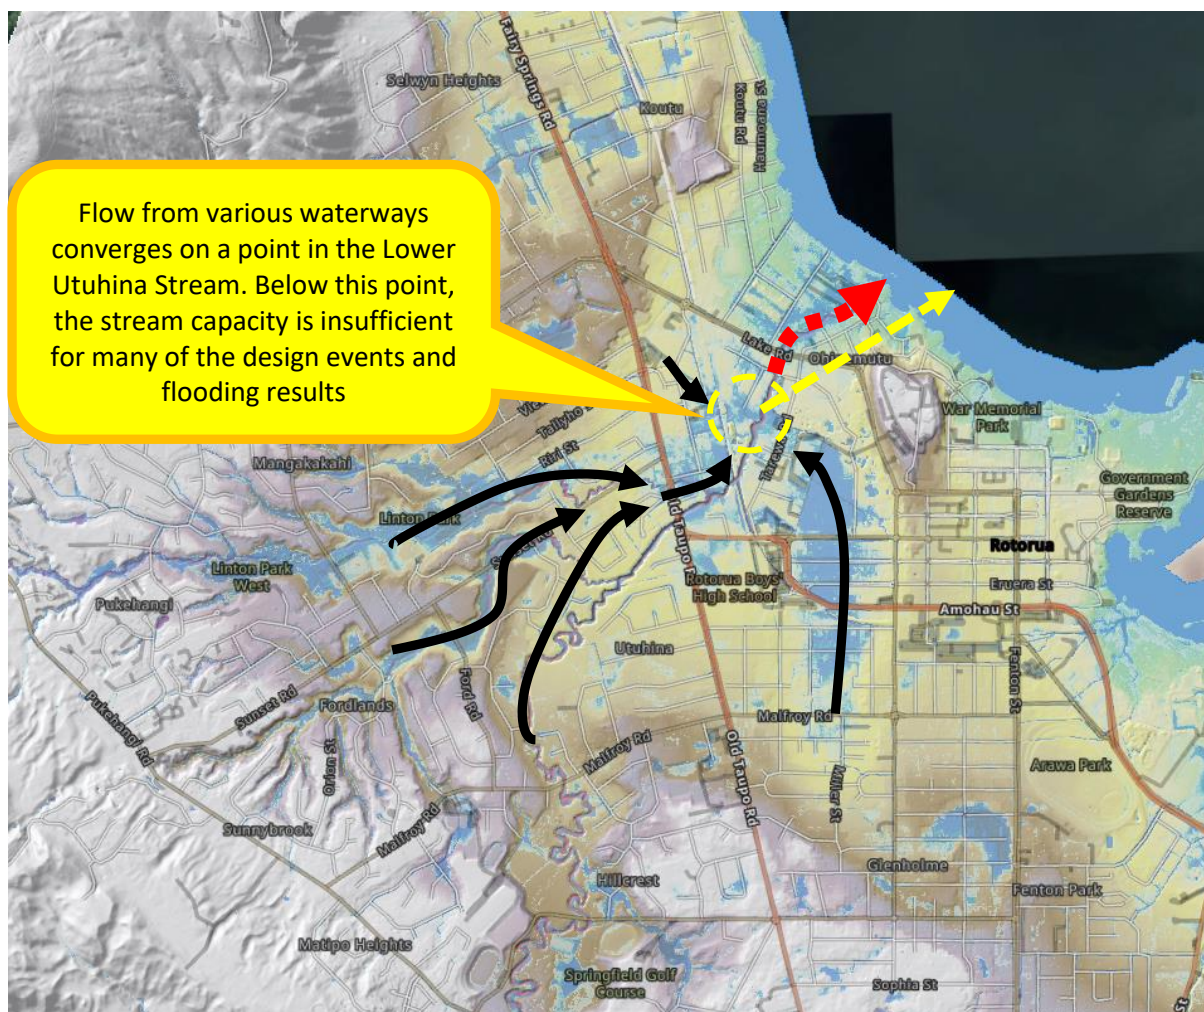 Fairy Springs Rd
Selwyn Heights
Koutu
Koutu Rd
Haumoana St
Flow from various waterways
converges on a point in the Lower
Utuhina Stream. Below this point,
the stream capacity is insufficient
for many of the design events and
flooding results
Lake Rd
War Memorial
Park
Riri St
Mangakakahi
Linton Park
Government
Gardens
Reserve
Linton Park
West
Rotorua
Rotorua Boys'
High School
Eruera St
Pukehangi
Amohau St
Utuhina
Fenton St
Sunset Rd
Ford Rd
Fordlands
Pukehangi Rd
Malfroy Rd
Malfroy Rd
Old Taupo Rd
Orion St
Arawa Park
Miller St
Sunnybrook
Malfroy Rd
Glenholme
Hillcrest
Fenton Park
Matipo Heights
Springfield Golf
Course
Sophia St